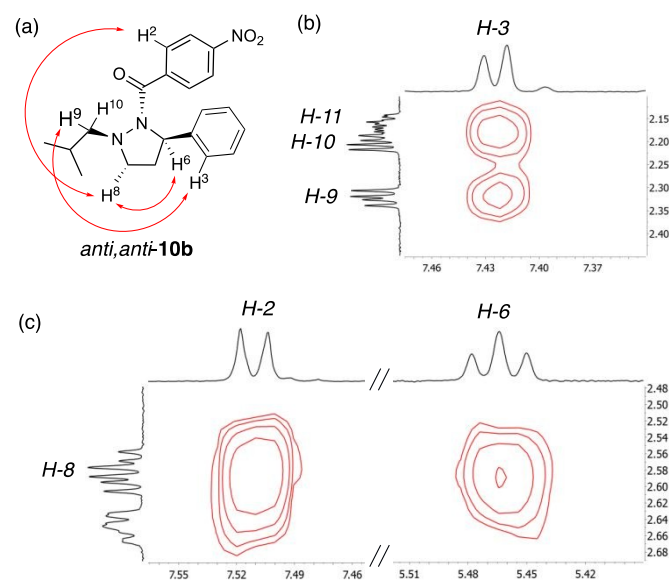 (a)
H2
NO2
O
H9
H10
N
N
H6
H8
H3
anti,anti-10b
(b)
H-3
H-11
H-10
H-9
2.15
2.20
2.25
2.30
2.35
2.40
7.46 7.43 7.40 7.37
(c)
H-2 H-6
H-8
2.48
2.50
2.52
2.54
2.56
2.58
2.60
2.62
2.64
2.66
2.68
7.55 7.52 7.49 7.46 // 5.51 5.48 5.45 5.42